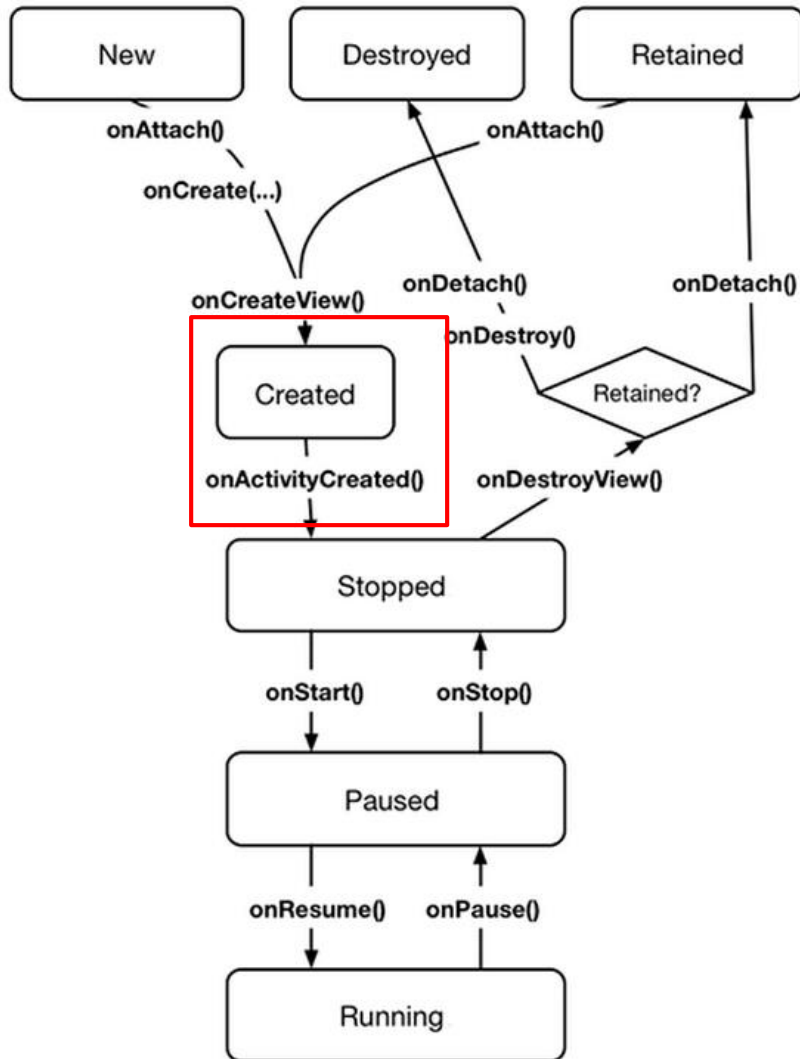 New
Destroyed
Retained
onAttach()
onAttach()
onCreate(...)
onDetach()
onDetach()
onCreateView()
onDestroy()
Created
Retained?
onActivityCreated()
onDestroyView()
Stopped
onStart()
onStop()
Paused
onResume()
onPause()
Running